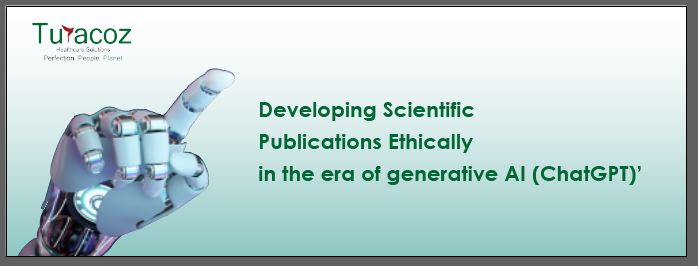 Turacoz
Healthcare Solutions
Perfection People Planet
Developing Scientific
Publications Ethically
in the era of generative AI (ChatGPT)’